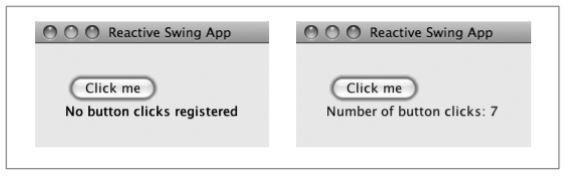 Reactive Swing App
Click me
No button clicks registered
Reactive Swing App
Click me
Number of button clicks: 7